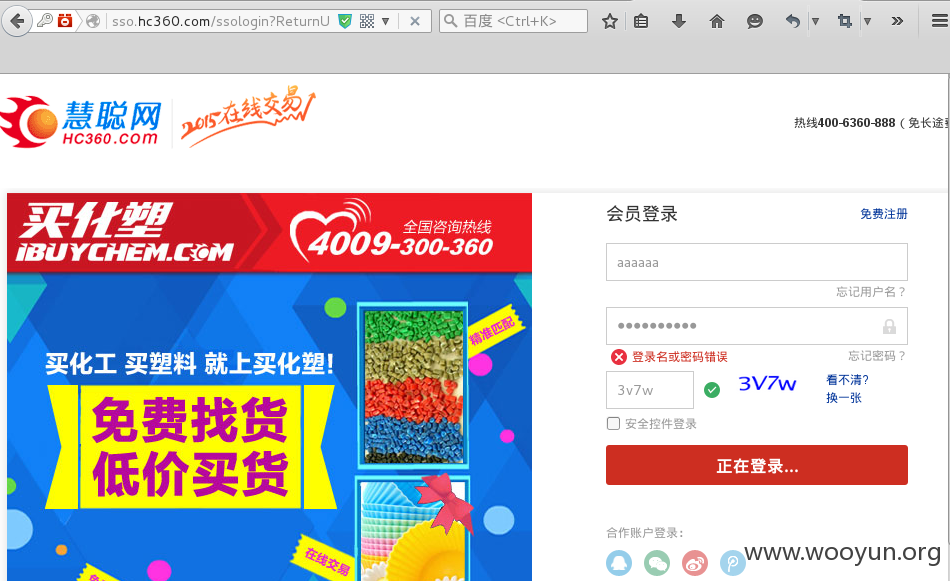 sso.hc360.com/ssologin?ReturnU
百度 <Ctrl+K>
慧聪网
HC360.COM
2015在线交易
热线400-6360-888（免长途
买化塑
iBUYCHEM.COM
全国咨询热线
4009-300-360
会员登录
免费注册
aaaaaa
忘记用户名？
●●●●●●●●●●
登录名或密码错误
忘记密码？
3v7w
3V7w
看不清?
换一张
安全控件登录
正在登录...
精准匹配
买化工 买塑料 就上买化塑!
免费找货
低价买货
在线交易
合作账户登录：
www.wooyun.org